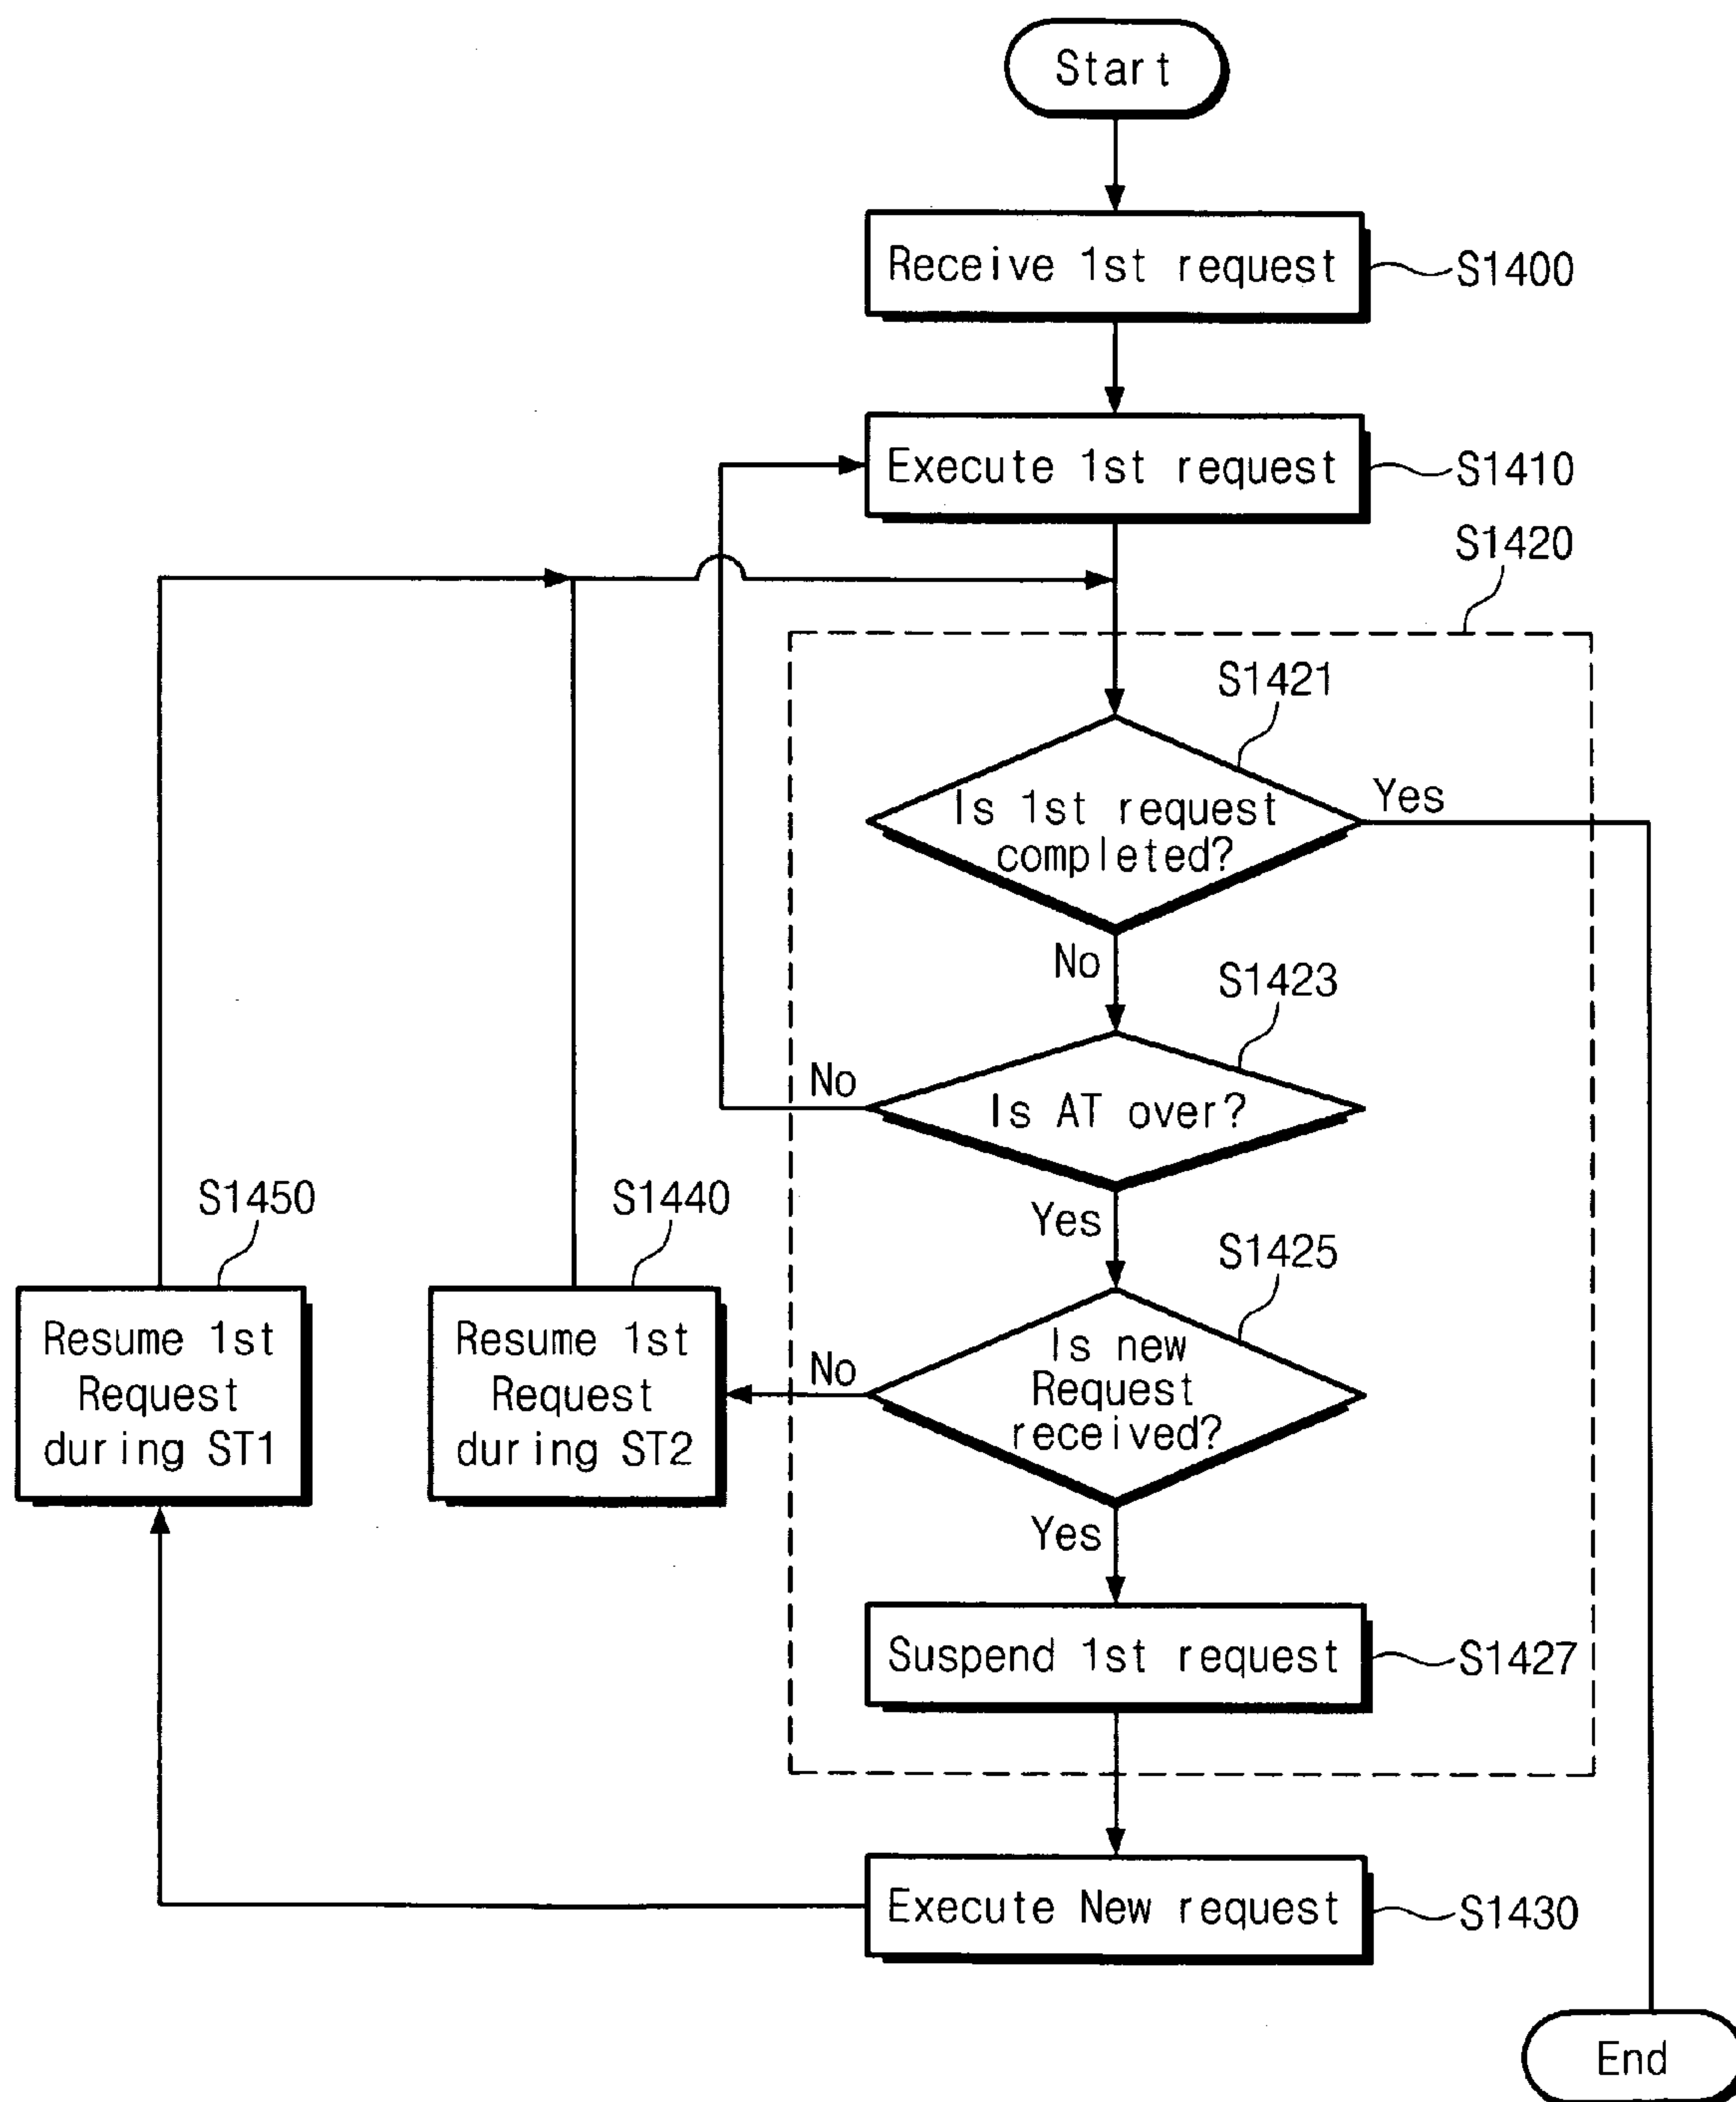 Start
Receive 1st request
S1400
Execute 1st request
S1410
S1420
S1421
Is 1st request
completed?
Yes
No
S1423
Is AT over?
No
Yes
S1425
Is new
Request
received?
No
Yes
S1450
Resume 1st
Request
during ST1
S1440
Resume 1st
Request
during ST2
Suspend 1st request
S1427
Execute New request
S1430
End